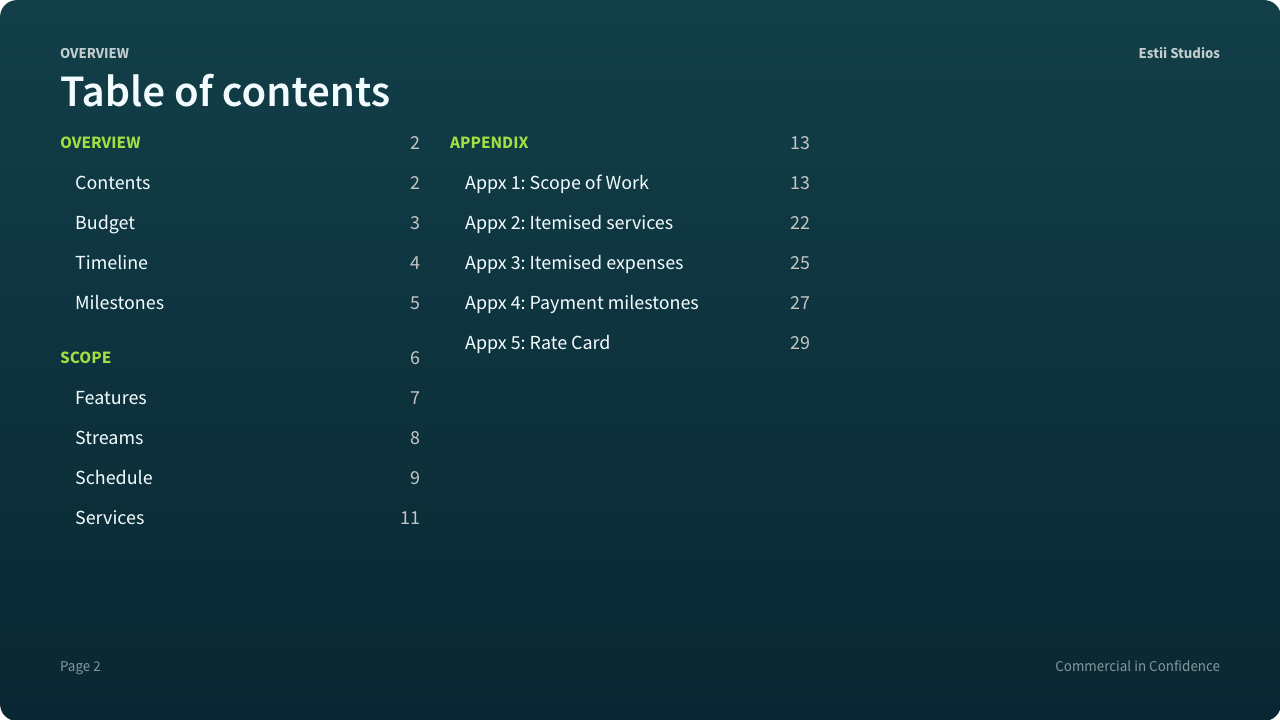 OVERVIEW
Estii Studios
Table of contents
OVERVIEW 2
Contents 2
Budget 3
Timeline 4
Milestones 5
SCOPE 6
Features 7
Streams 8
Schedule 9
Services 11
APPENDIX 13
Appx 1: Scope of Work 13
Appx 2: Itemised services 22
Appx 3: Itemised expenses 25
Appx 4: Payment milestones 27
Appx 5: Rate Card 29
Page 2
Commercial in Confidence